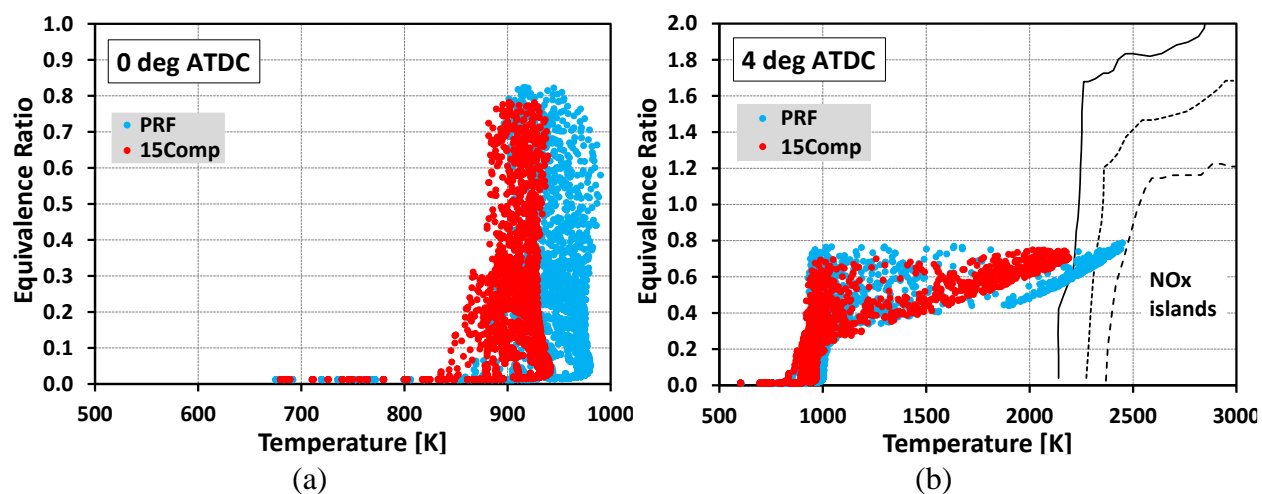 1.0
0.9
0.8
0.7
0.6
0.5
0.4
0.3
0.2
0.1
0.0
Equivalence Ratio
0 deg ATDC
PRF
15Comp
500
600
700
800
900
1000
Temperature [K]
(a)
2.0
1.8
1.6
1.4
1.2
1.0
0.8
0.6
0.4
0.2
0.0
Equivalence Ratio
4 deg ATDC
PRF
15Comp
NOx
islands
500
1000
1500
2000
2500
3000
Temperature [K]
(b)